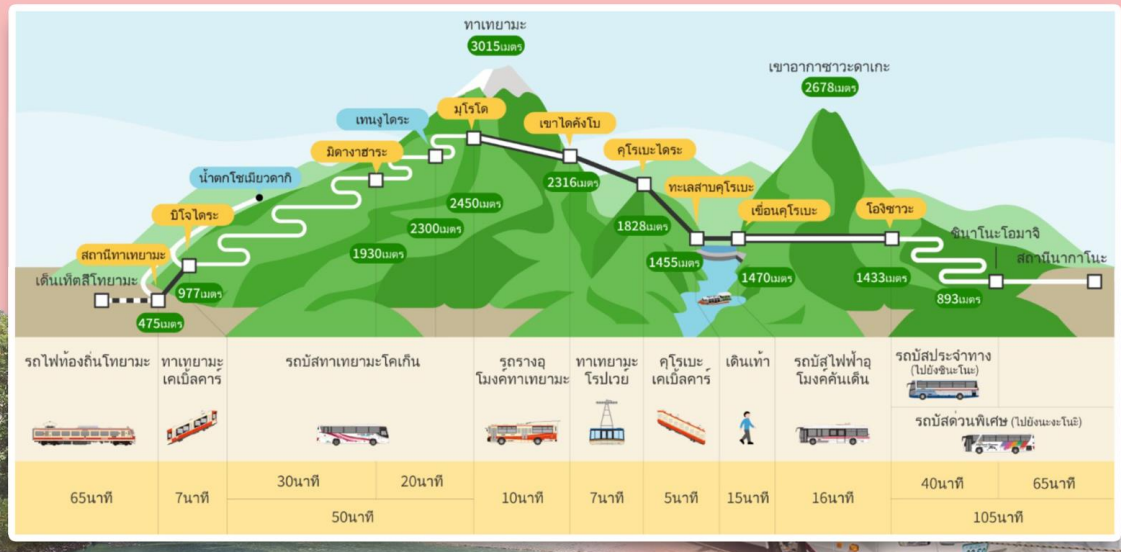 ทาเทยามะ
3015เมตร
เขาอากาซาวะดาเกะ
2678เมตร
มุโรโด
เทนงูไดระ
เขาไดคังโบ
มิดางาฮาระ
คุโรเบะไดระ
น้ำตกโชเมียวดากิ
2316เมตร
ทะเลสาบคุโรเบะ
บิโจไดระ
2450เมตร
เขื่อนคุโรเบะ
โองิซาวะ
2300เมตร
1828เมตร
สถานีทาเทยามะ
1930เมตร
ชินาโนะโอมาจิ
1455เมตร
สถานีนากาโนะ
เด็นเท็ตสึโทยามะ
977เมตร
1470เมตร
1433เมตร
893เมตร
475เมตร
รถไฟท้องถิ่นโทยามะ
ทาเทยามะ
เคเบิ้ลคาร์
รถบัสทาเทยามะโคเก็น
รถรางอุ
โมงค์ทาเทยามะ
ทาเทยามะ
โรปเวย์
คุโรเบะ
เคเบิ้ลคาร์
เดินเท้า
รถบัสไฟฟ้าอุ
โมงค์คันเด็น
รถบัสประจำทาง
(ไปยังชินะโนะ)
รถบัสด่วนพิเศษ (ไปยังนะงะโนะ)
65นาที
7นาที
30นาที
20นาที
50นาที
10นาที
7นาที
5นาที
15นาที
16นาที
40นาที
65นาที
105นาที